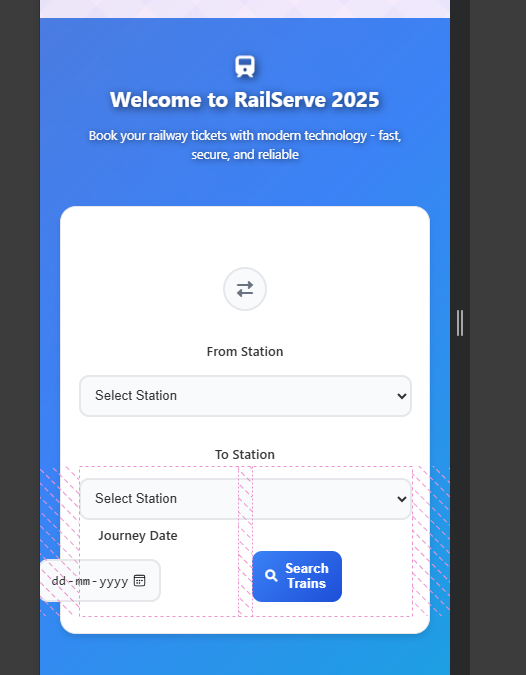 Welcome to RailServe 2025
Book your railway tickets with modern technology - fast,
secure, and reliable
From Station
Select Station
To Station
Select Station
Journey Date
dd-mm-yyyy
Search
Trains